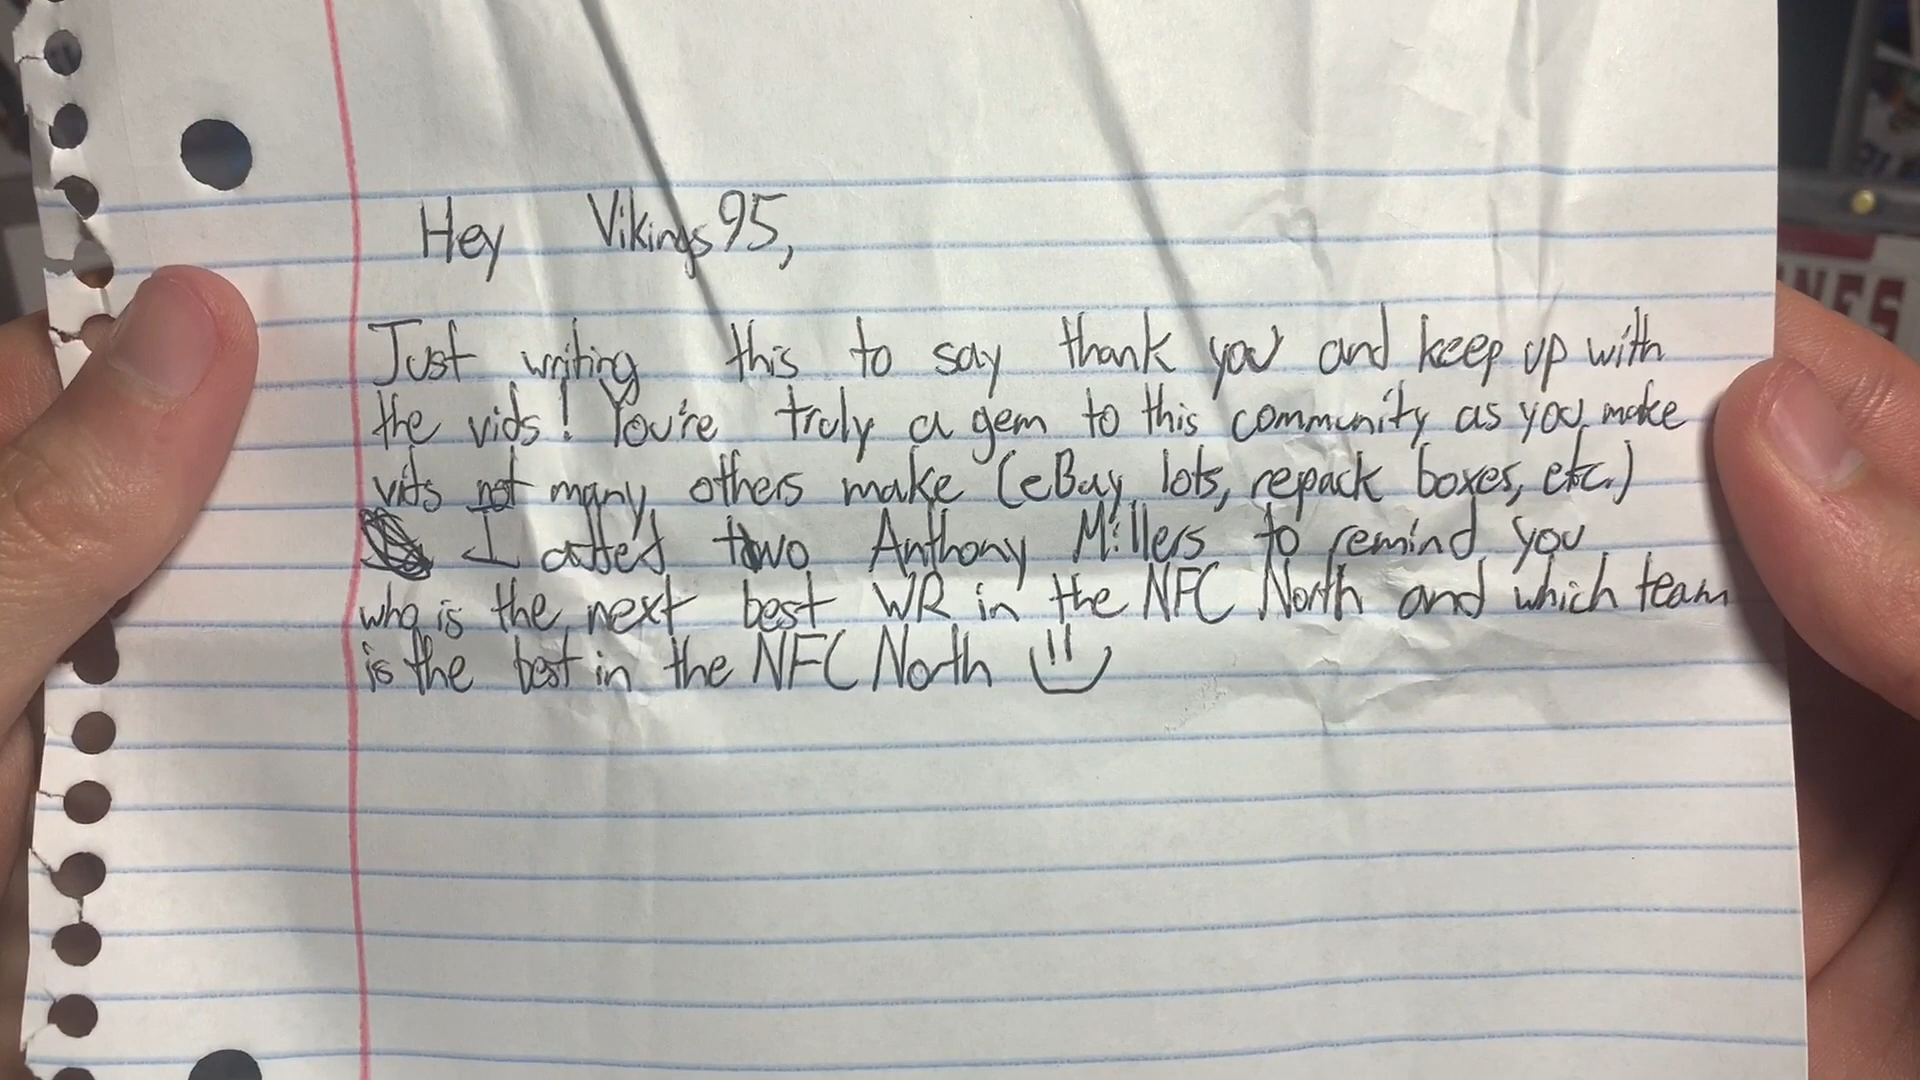 Hey Vikings95,
Just writing this to say thank you and keep up with
the vids! You're truly a gem to this community as you make
vids not many others make (eBay lots, repack boxes, etc.)
I added two Anthony Millers to remind you
who is the next best WR in the NFC North and which team
is the best in the NFC North